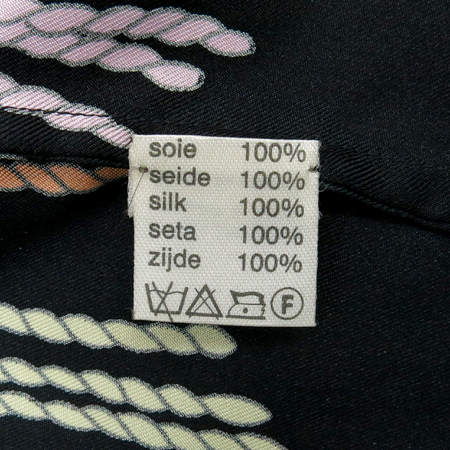 soie 100%
seide 100%
silk 100%
seta 100%
zijde 100%
F